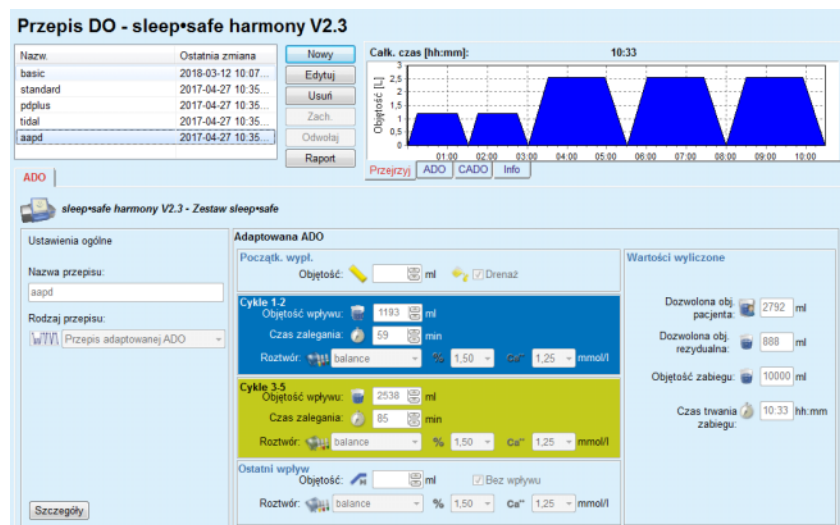 Przepis DO - sleep•safe harmony V2.3
Nazw. Ostatnia zmiana
basic 2018-03-12 10:07...
standard 2017-04-27 10:35...
pdplus 2017-04-27 10:35...
tidal 2017-04-27 10:35...
aapd 2017-04-27 10:35...
Nowy
Edytuj
Usuń
Zach.
Odwołaj
Raport
Całk. czas [hh:mm]: 10:33
Objętość [L]
3
2,5
2
1,5
1
0,5
0
01:00 02:00 03:00 04:00 05:00 06:00 07:00 08:00 09:00 10:00
Przejrzyj ADO CADO Info
ADO
sleep•safe harmony V2.3 - Zestaw sleep•safe
Ustawienia ogólne
Nazwa przepisu:
aapd
Rodzaj przepisu:
Przepis adaptowanej ADO
Szczegóły
Adaptowana ADO
Początk. wypł.
Objętość: ml Drenaż
Cykle 1-2
Objętość wpływu: 1193 ml
Czas zalegania: 59 min
Roztwór: balance % 1,50 Ca⁺⁺ 1,25 mmol/l
Cykle 3-5
Objętość wpływu: 2538 ml
Czas zalegania: 85 min
Roztwór: balance % 1,50 Ca⁺⁺ 1,25 mmol/l
Ostatni wpływ
Objętość: ml Bez wpływu
Roztwór: balance % 1,50 Ca⁺⁺ 1,25 mmol/l
Wartości wyliczone
Dozwolona obj.
pacjenta: 2792 ml
Dozwolona obj.
rezydualna: 888 ml
Objętość zabiegu: 10000 ml
Czas trwania
zabiegu: 10:33 hh:mm